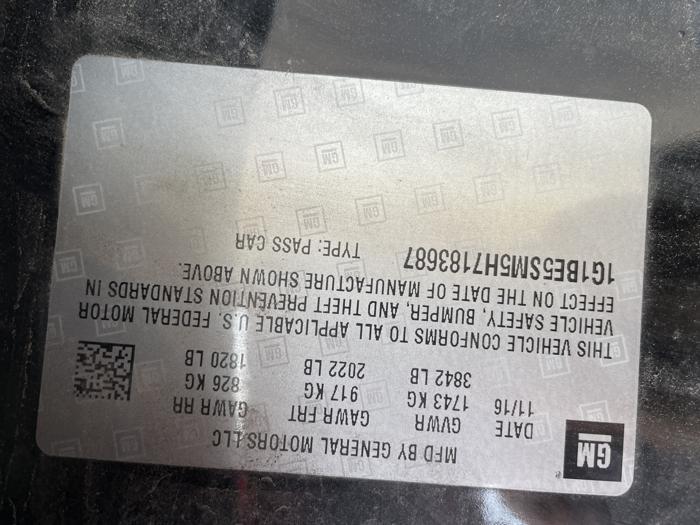 GM
MFD BY GENERAL MOTORS LLC
DATE GVWR GAWR FRT GAWR RR
11/16 1743 KG 917 KG 826 KG
3842 LB 2022 LB 1820 LB
THIS VEHICLE CONFORMS TO ALL APPLICABLE U.S. FEDERAL MOTOR
VEHICLE SAFETY, BUMPER, AND THEFT PREVENTION STANDARDS IN
EFFECT ON THE DATE OF MANUFACTURE SHOWN ABOVE.
1G1BE5SM5H7183687 TYPE: PASS CAR